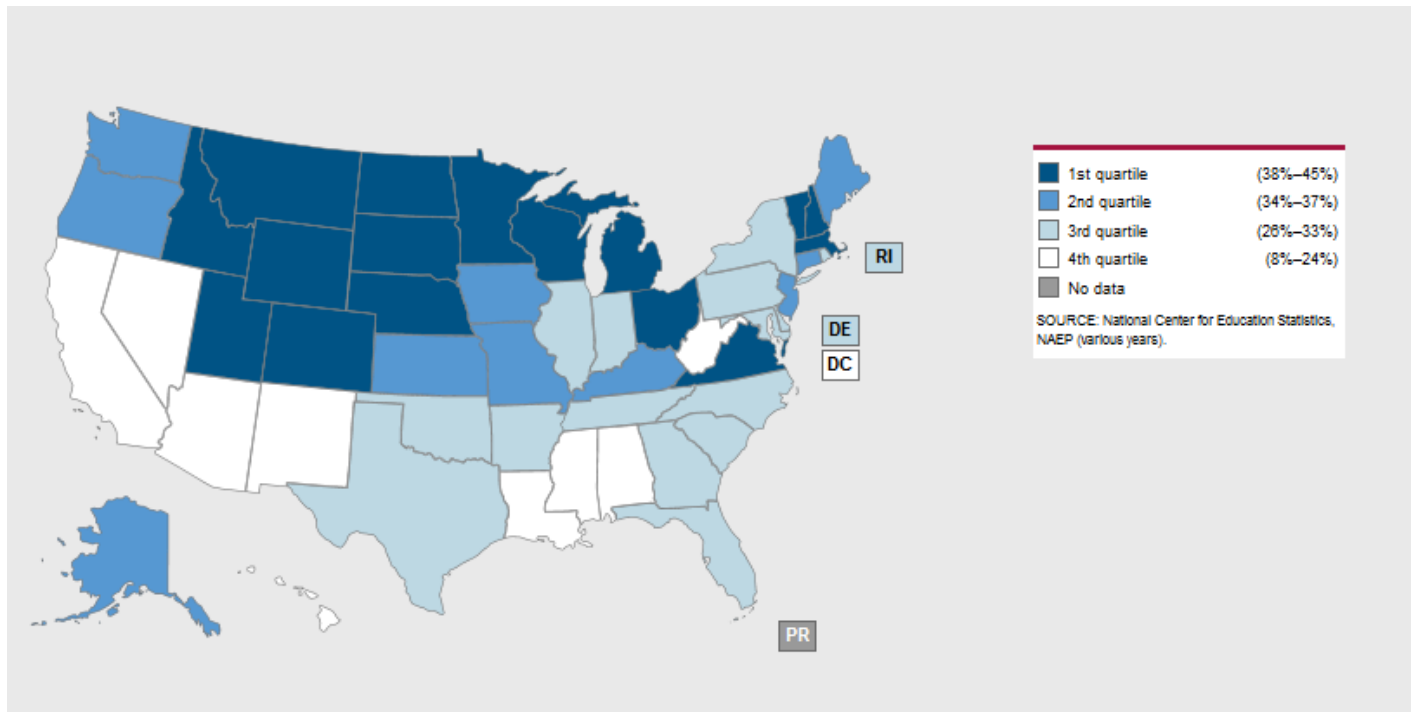 1st quartile (38%–45%)
2nd quartile (34%–37%)
3rd quartile (26%–33%)
4th quartile (8%–24%)
No data
SOURCE: National Center for Education Statistics,
NAEP (various years).
RI
DE
DC
PR